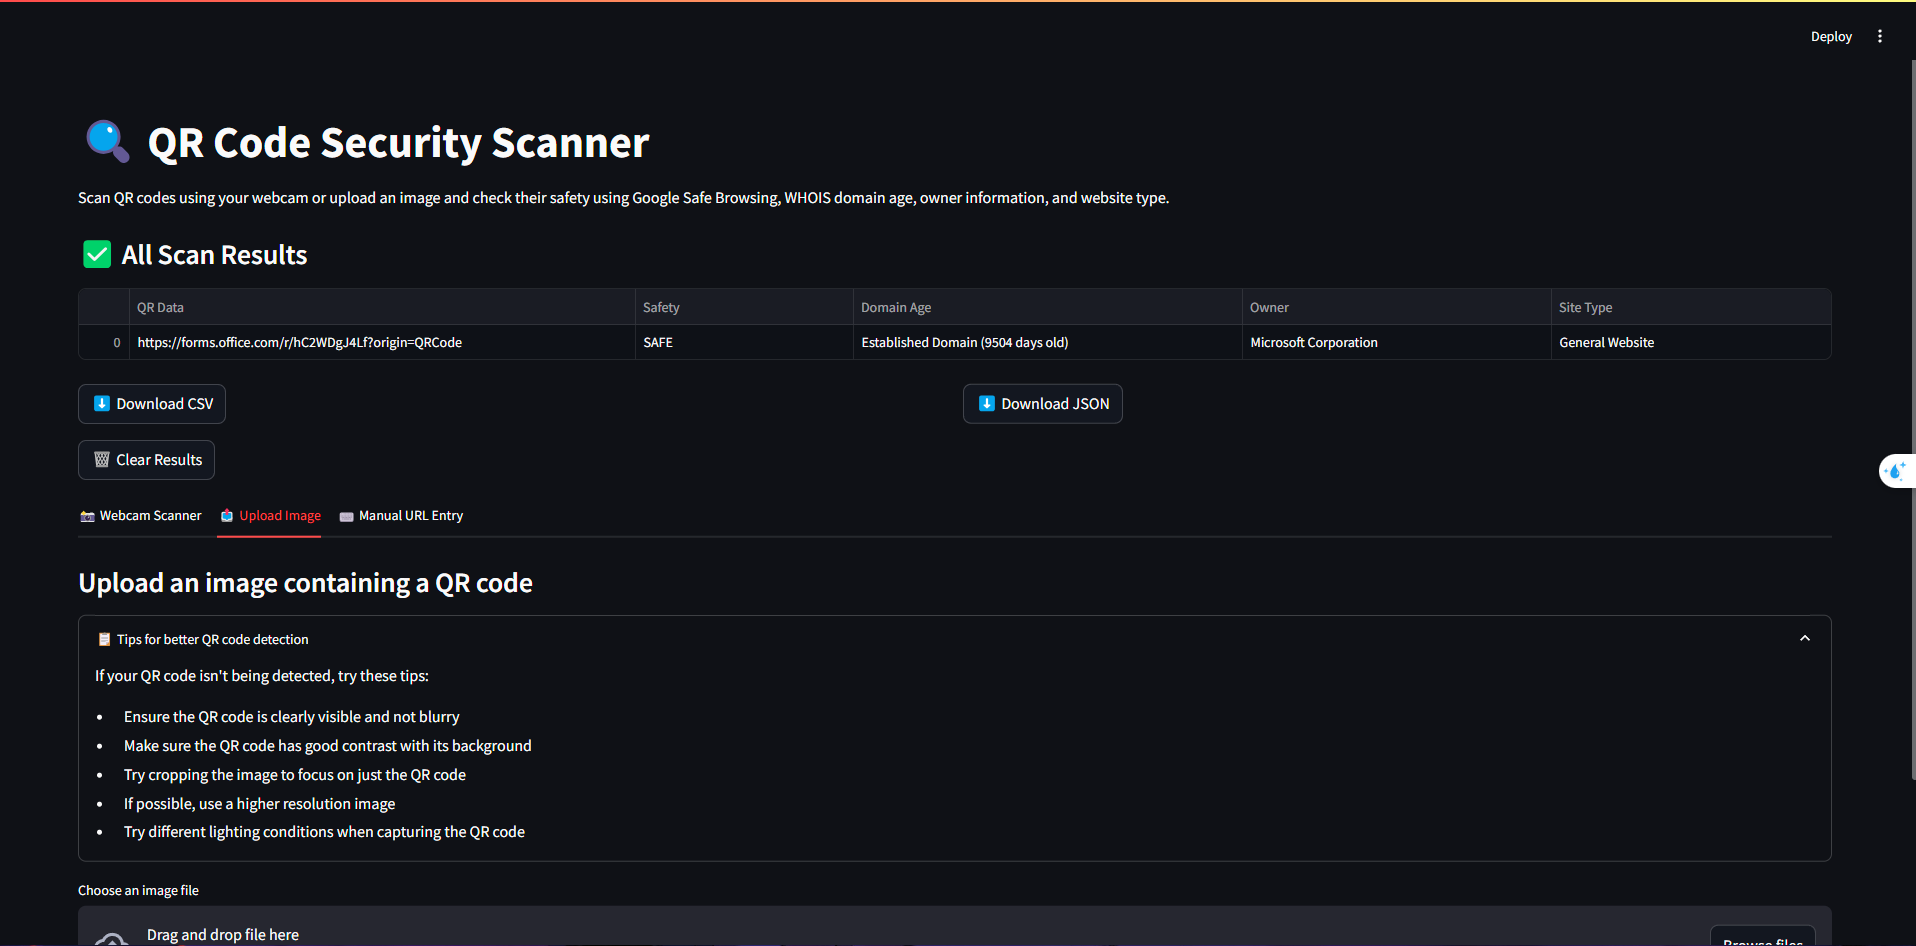 Deploy
QR Code Security Scanner
Scan QR codes using your webcam or upload an image and check their safety using Google Safe Browsing, WHOIS domain age, owner information, and website type.
All Scan Results
QR Data Safety Domain Age Owner Site Type
0 https://forms.office.com/r/hC2WDgJ4Lf?origin=QRCode SAFE Established Domain (9504 days old) Microsoft Corporation General Website
Download CSV Download JSON
Clear Results
Webcam Scanner Upload Image Manual URL Entry
Upload an image containing a QR code
Tips for better QR code detection
If your QR code isn't being detected, try these tips:
• Ensure the QR code is clearly visible and not blurry
• Make sure the QR code has good contrast with its background
• Try cropping the image to focus on just the QR code
• If possible, use a higher resolution image
• Try different lighting conditions when capturing the QR code
Choose an image file
Drag and drop file here
Browse files